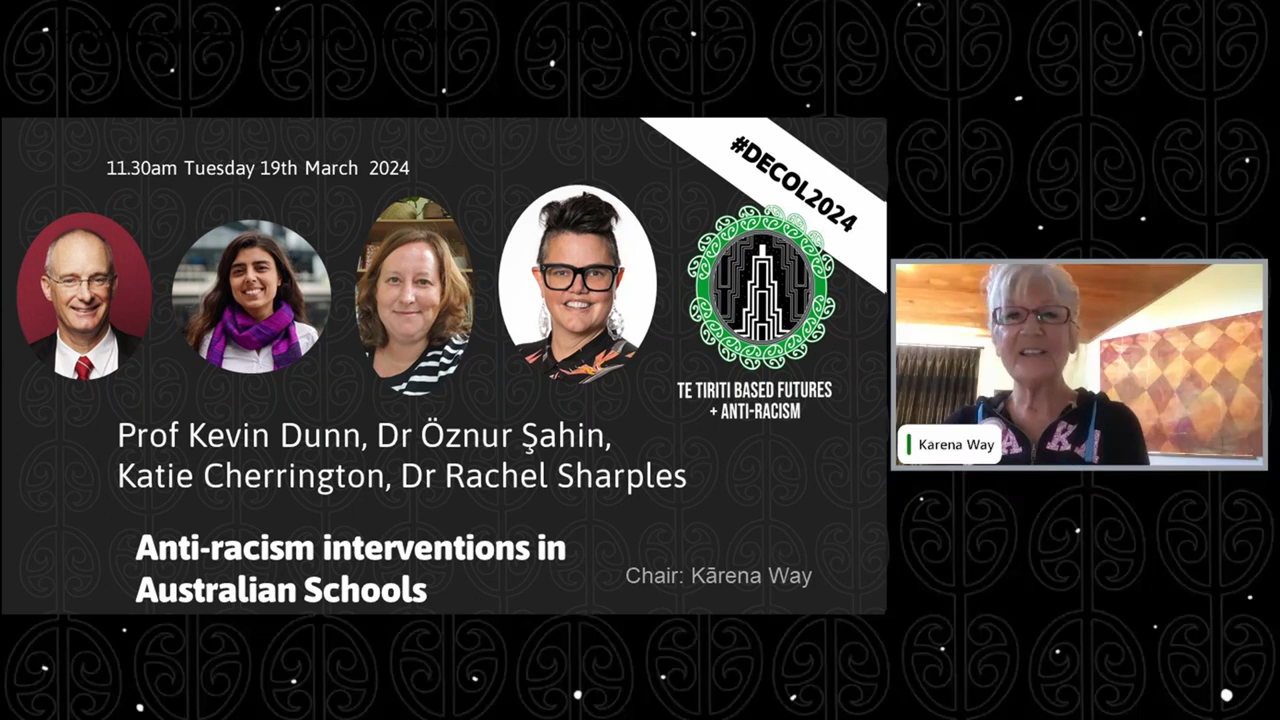 11.30am Tuesday 19th March 2024
#DECOL2024
TE TIRITI BASED FUTURES
+ ANTI-RACISM
Prof Kevin Dunn, Dr Öznur Şahin,
Katie Cherrington, Dr Rachel Sharples
Anti-racism interventions in
Australian Schools
Chair: Kārena Way
Kārena Way